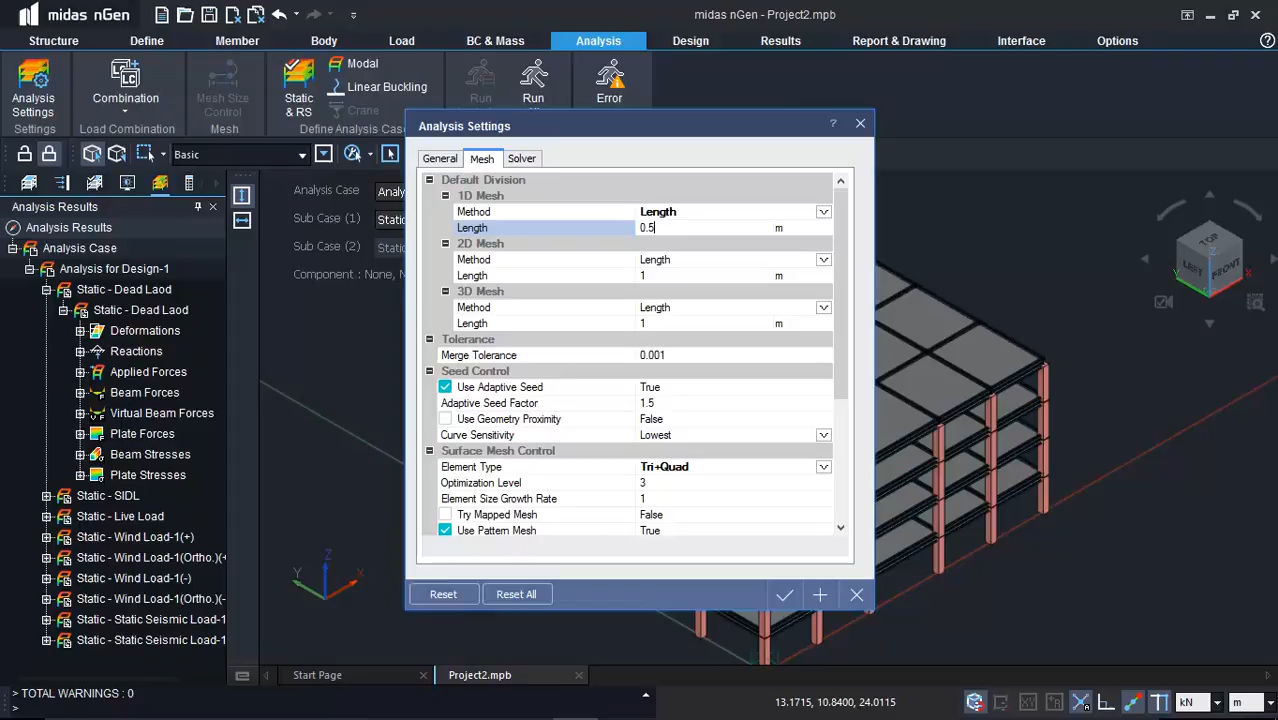 midas nGen
midas nGen - Project2.mpb
Structure Define Member Body Load BC & Mass Analysis Design Results Report & Drawing Interface Options
Analysis Settings
Settings
Combination
Load Combination
Mesh Size Control
Mesh
Static & RS
Modal
Linear Buckling
Crane
Define Analysis Case
Run
Run
Error
Basic
Analysis Results
Analysis Results
Analysis Case
Analysis for Design-1
Static - Dead Laod
Static - Dead Laod
Deformations
Reactions
Applied Forces
Beam Forces
Virtual Beam Forces
Plate Forces
Beam Stresses
Plate Stresses
Static - SIDL
Static - Live Load
Static - Wind Load-1(+)
Static - Wind Load-1(Ortho.)(+
Static - Wind Load-1(-)
Static - Wind Load-1(Ortho.)(-
Static - Static Seismic Load-1
Static - Static Seismic Load-1
Analysis Case Analy
Sub Case (1) Static
Sub Case (2) Static
Component : None, N
Analysis Settings
General Mesh Solver
Default Division
1D Mesh
Method Length
Length 0.5 m
2D Mesh
Method Length
Length 1 m
3D Mesh
Method Length
Length 1 m
Tolerance
Merge Tolerance 0.001
Seed Control
Use Adaptive Seed True
Adaptive Seed Factor 1.5
Use Geometry Proximity False
Curve Sensitivity Lowest
Surface Mesh Control
Element Type Tri+Quad
Optimization Level 3
Element Size Growth Rate 1
Try Mapped Mesh False
Use Pattern Mesh True
Reset Reset All
TOP
LEFT FRONT
Z
Y X
Z
Y X
Start Page Project2.mpb
> TOTAL WARNINGS : 0
>
13.1715, 10.8400, 24.0115
kN m